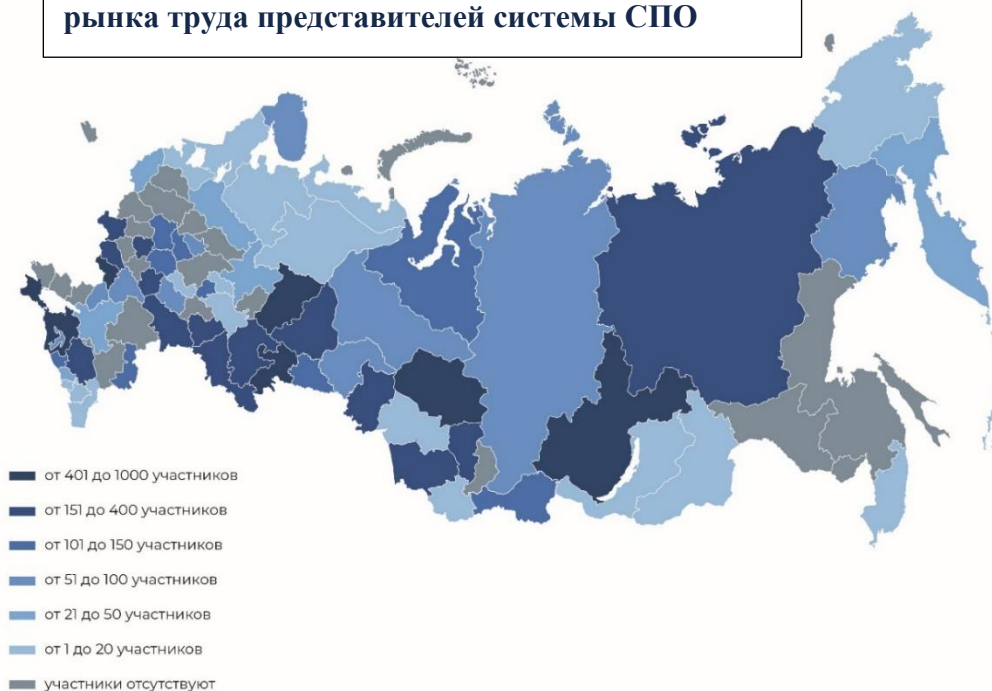 рынка труда представителей системы СПО
от 401 до 1000 участников
от 151 до 400 участников
от 101 до 150 участников
от 51 до 100 участников
от 21 до 50 участников
от 1 до 20 участников
участники отсутствуют